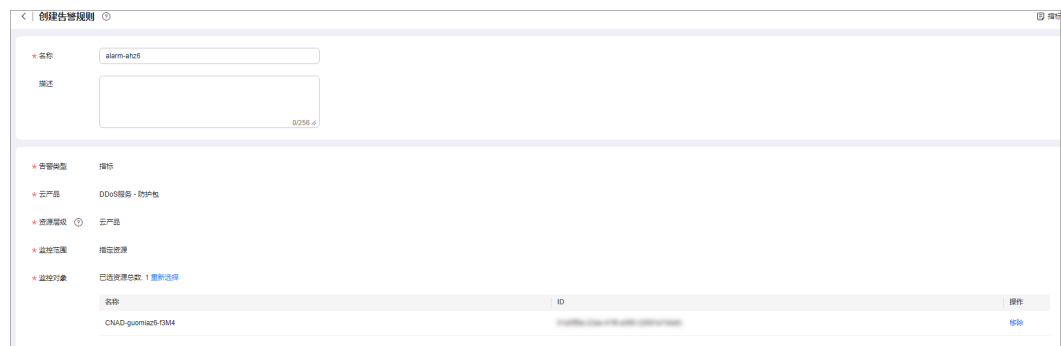 创建告警规则
指标
* 名称 alarm-ahz6
描述
0/256
* 告警类型 指标
* 云产品 DDoS服务 - 防护包
* 资源层级 云产品
* 监控范围 指定资源
* 监控对象 已选资源总数: 1 重新选择
名称 ID 操作
CNAD-guomiaz6-f3M4 移除